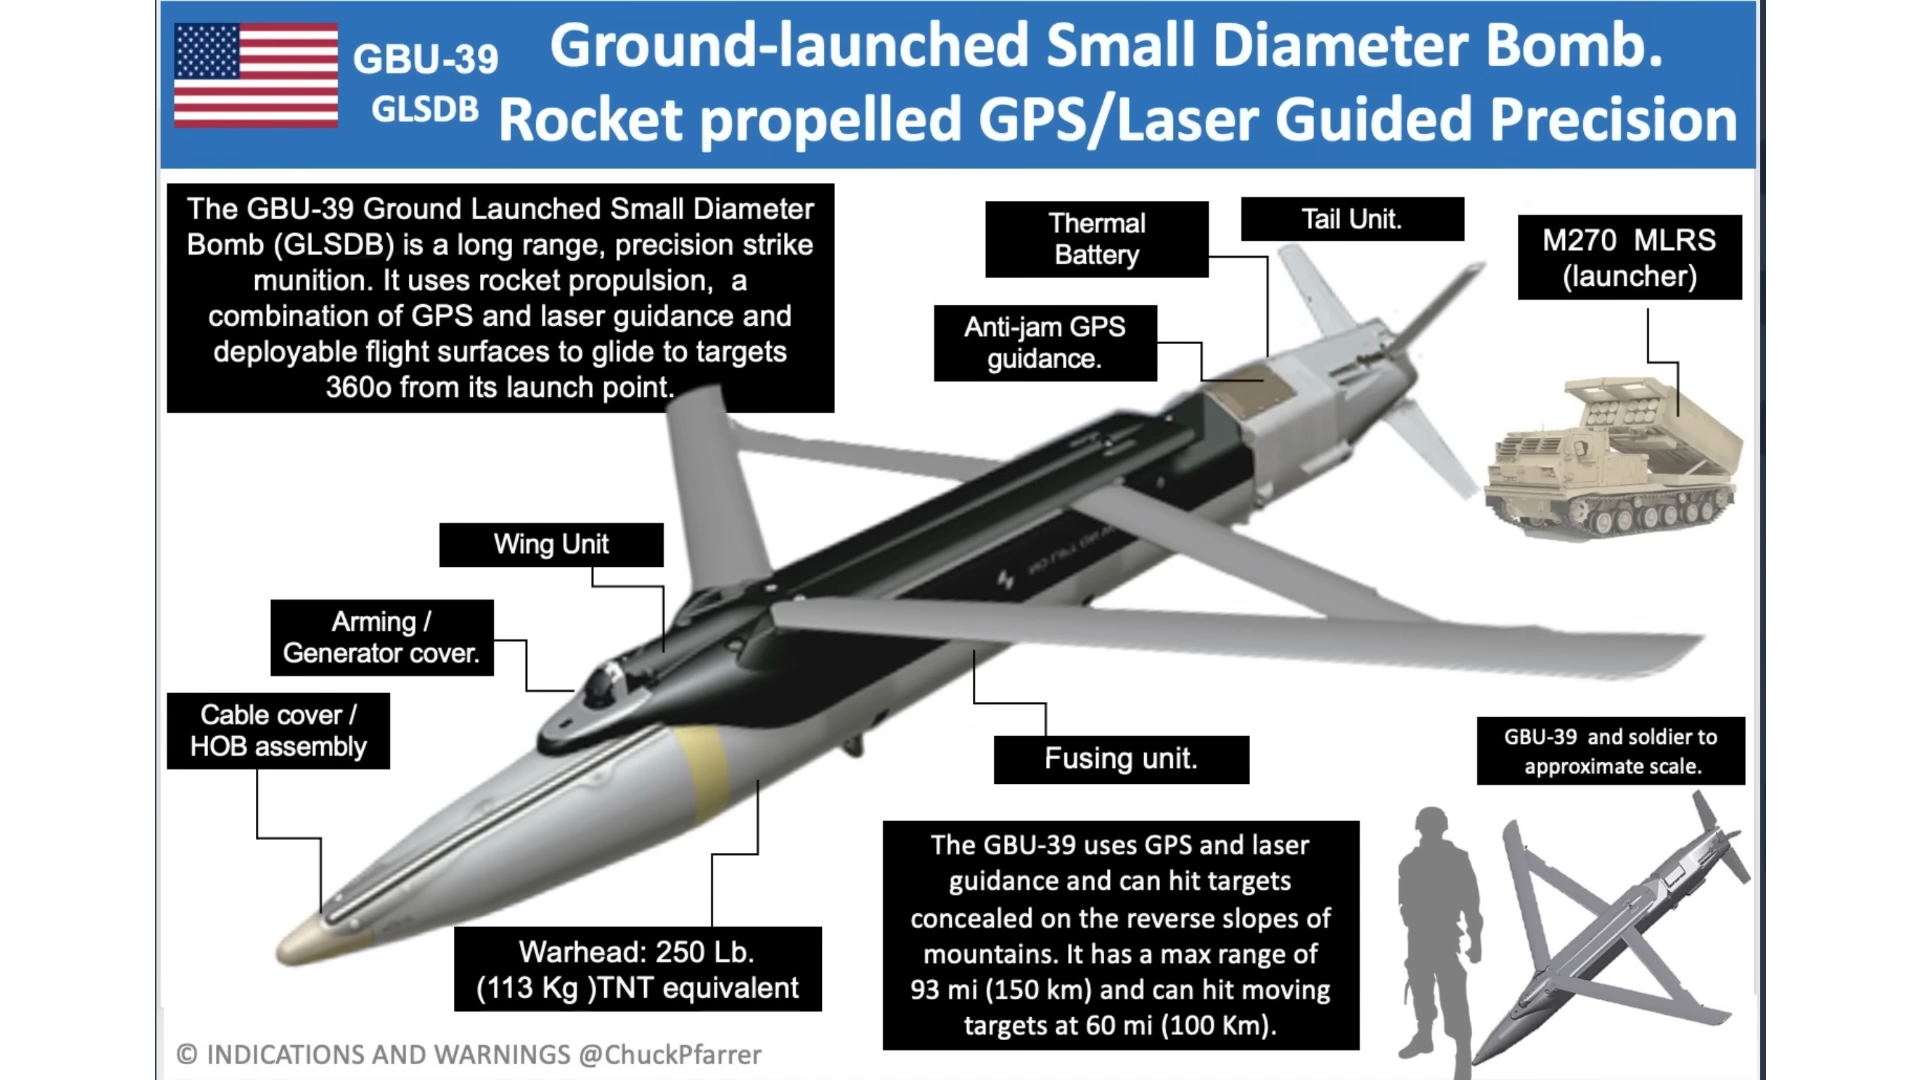 GBU-39
GLSDB
Ground-launched Small Diameter Bomb.
Rocket propelled GPS/Laser Guided Precision
The GBU-39 Ground Launched Small Diameter
Bomb (GLSDB) is a long range, precision strike
munition. It uses rocket propulsion, a
combination of GPS and laser guidance and
deployable flight surfaces to glide to targets
360o from its launch point.
Thermal
Battery
Tail Unit.
M270 MLRS
(launcher)
Anti-jam GPS
guidance.
Wing Unit
Arming /
Generator cover.
Cable cover /
HOB assembly
Fusing unit.
GBU-39 and soldier to
approximate scale.
Warhead: 250 Lb.
(113 Kg )TNT equivalent
The GBU-39 uses GPS and laser
guidance and can hit targets
concealed on the reverse slopes of
mountains. It has a max range of
93 mi (150 km) and can hit moving
targets at 60 mi (100 Km).
© INDICATIONS AND WARNINGS @ChuckPfarrer